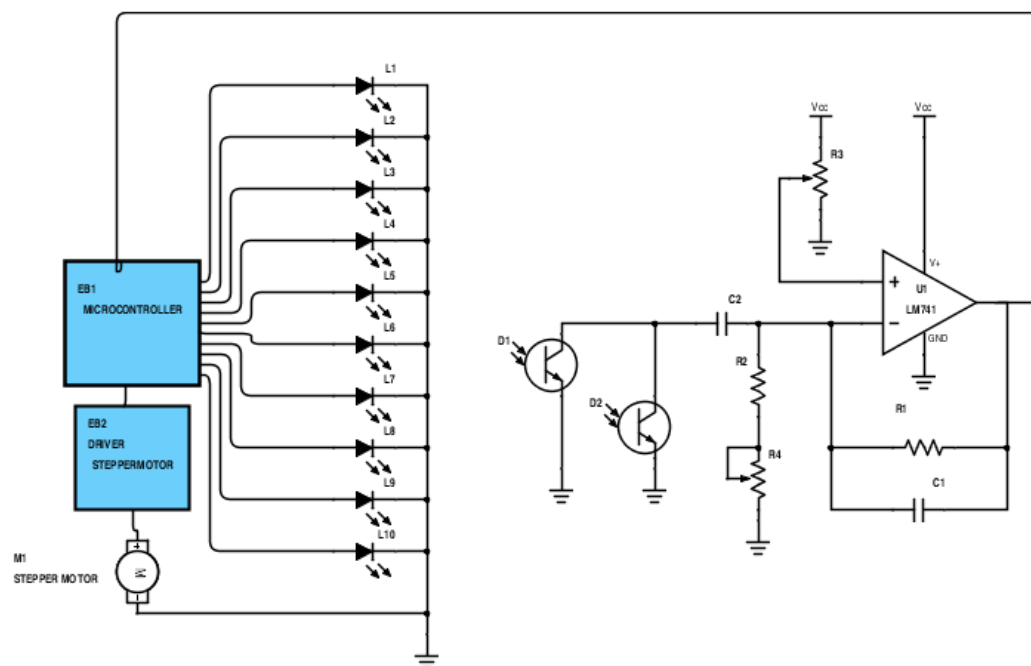 L1
L2
L3
L4
L5
L6
L7
L8
L9
L10
EB1
MICROCONTROLLER
EB2
DRIVER
STEPPERMOTOR
M1
STEPPER MOTOR
+
M
−
Vcc
Vcc
R3
V+
U1
LM741
GND
+
−
C2
D1
D2
R2
R4
R1
C1